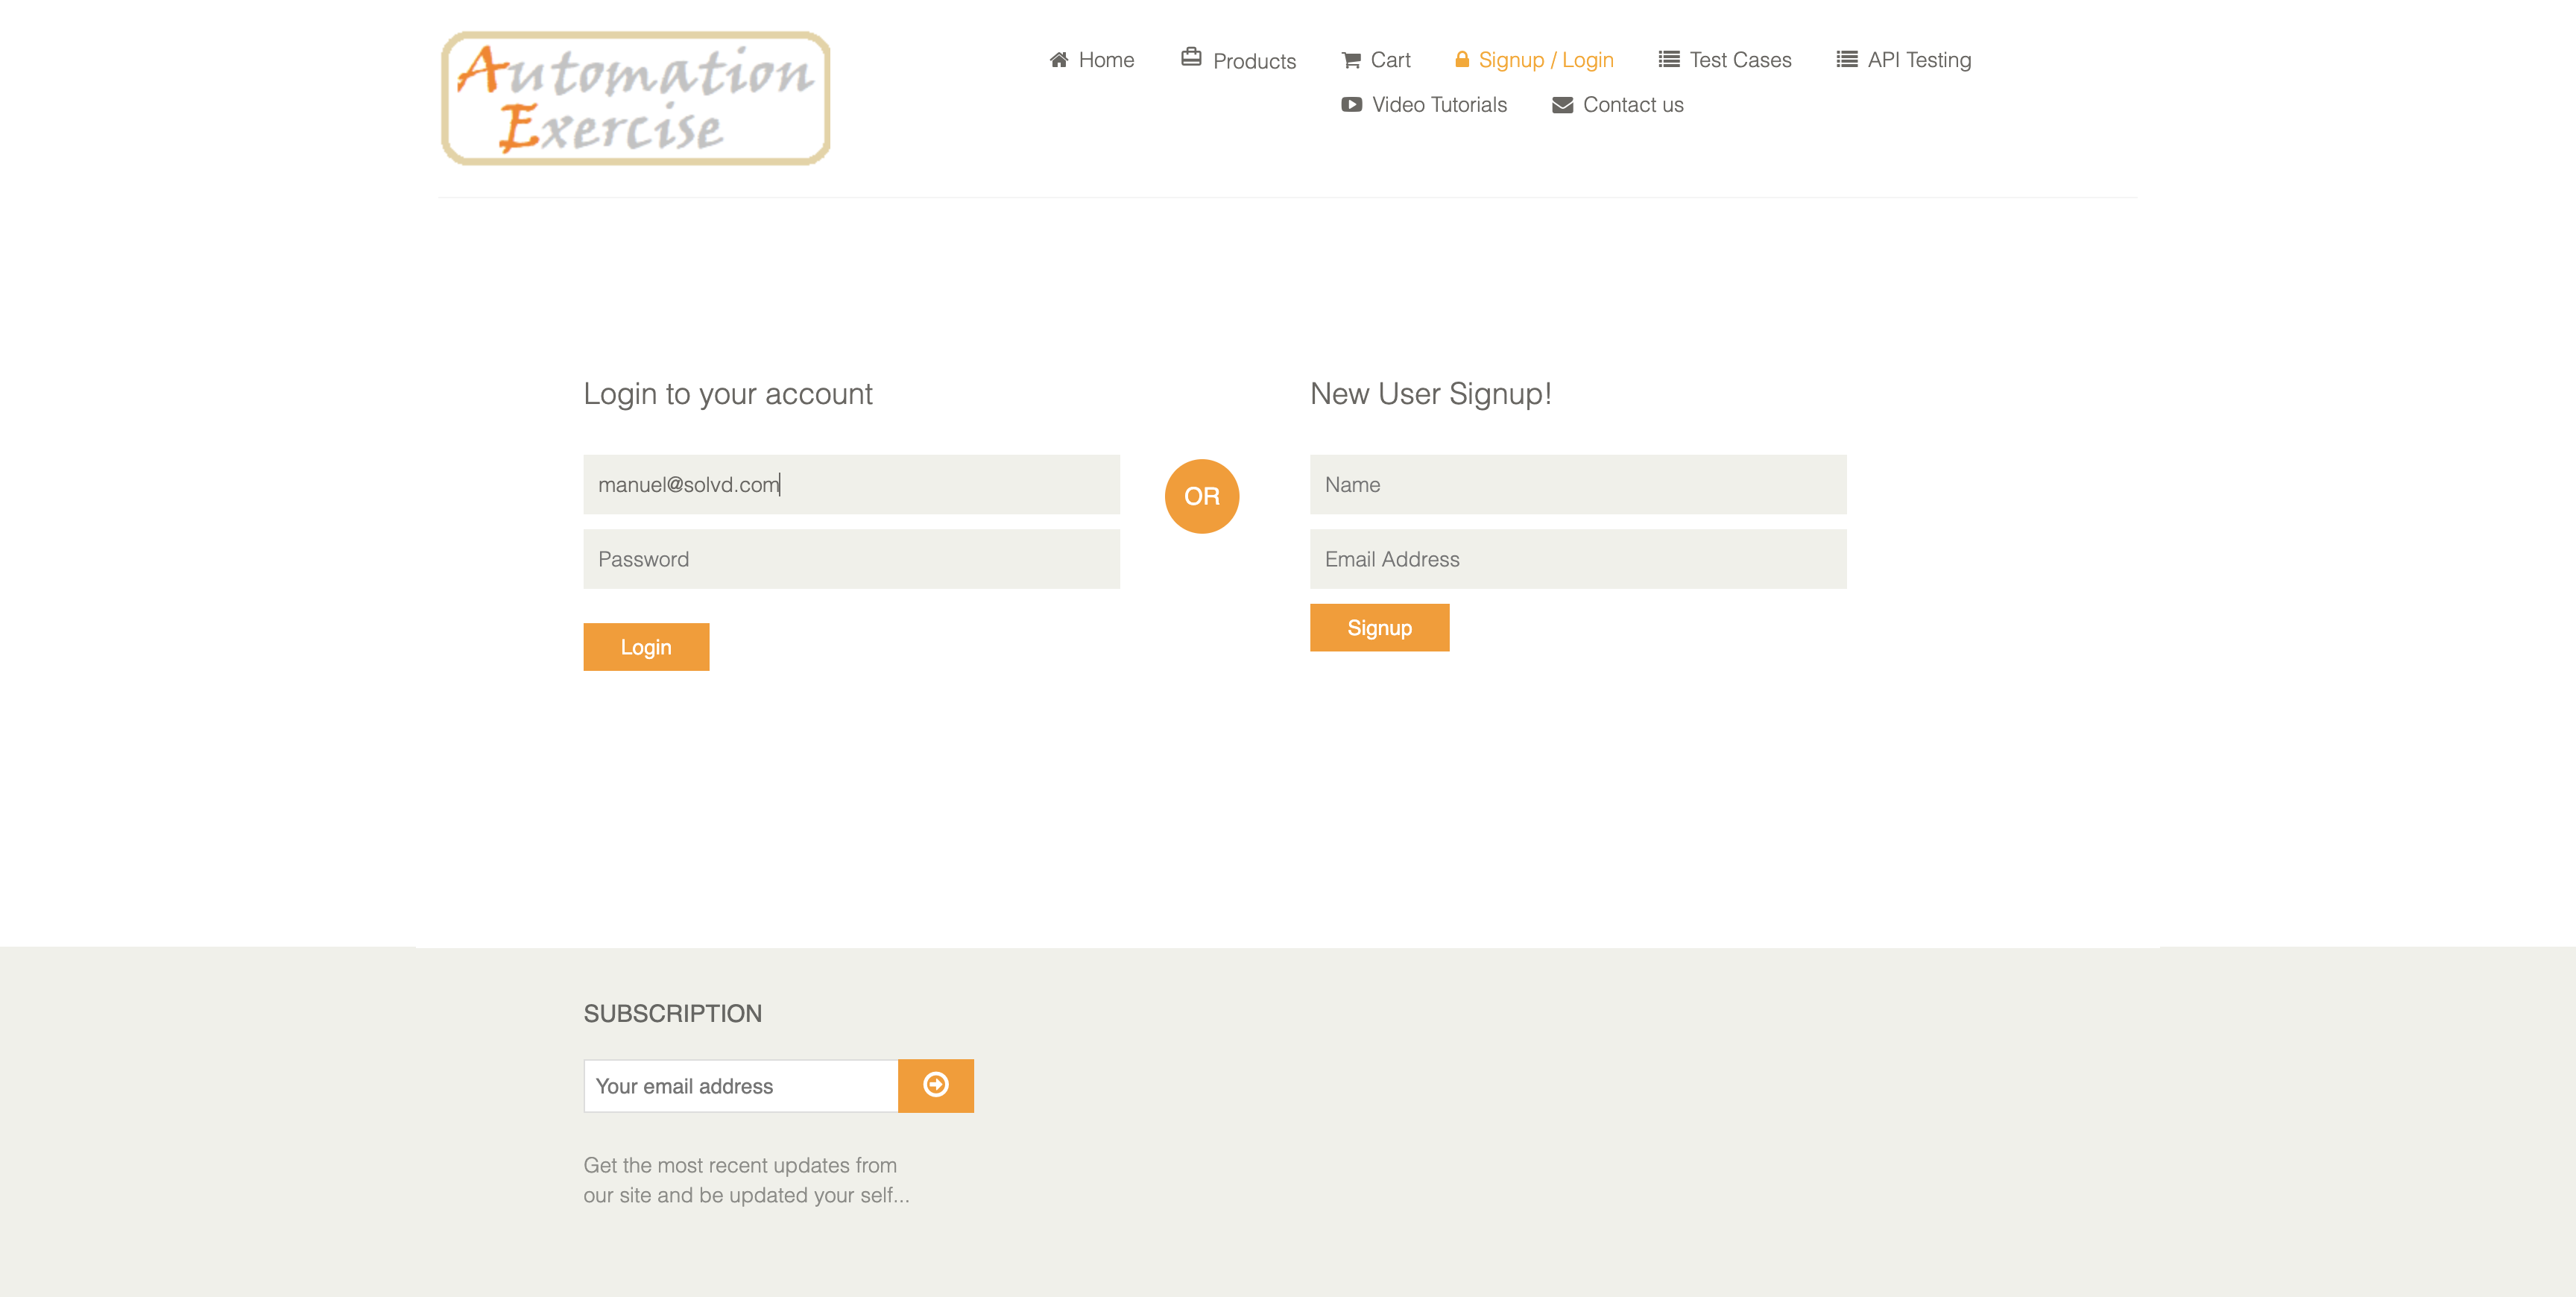 Automation
Exercise
Home
Products
Cart
Signup / Login
Test Cases
API Testing
Video Tutorials
Contact us
Login to your account
manuel@solvd.com
Password
Login
OR
New User Signup!
Name
Email Address
Signup
SUBSCRIPTION
Your email address
Get the most recent updates from
our site and be updated your self...